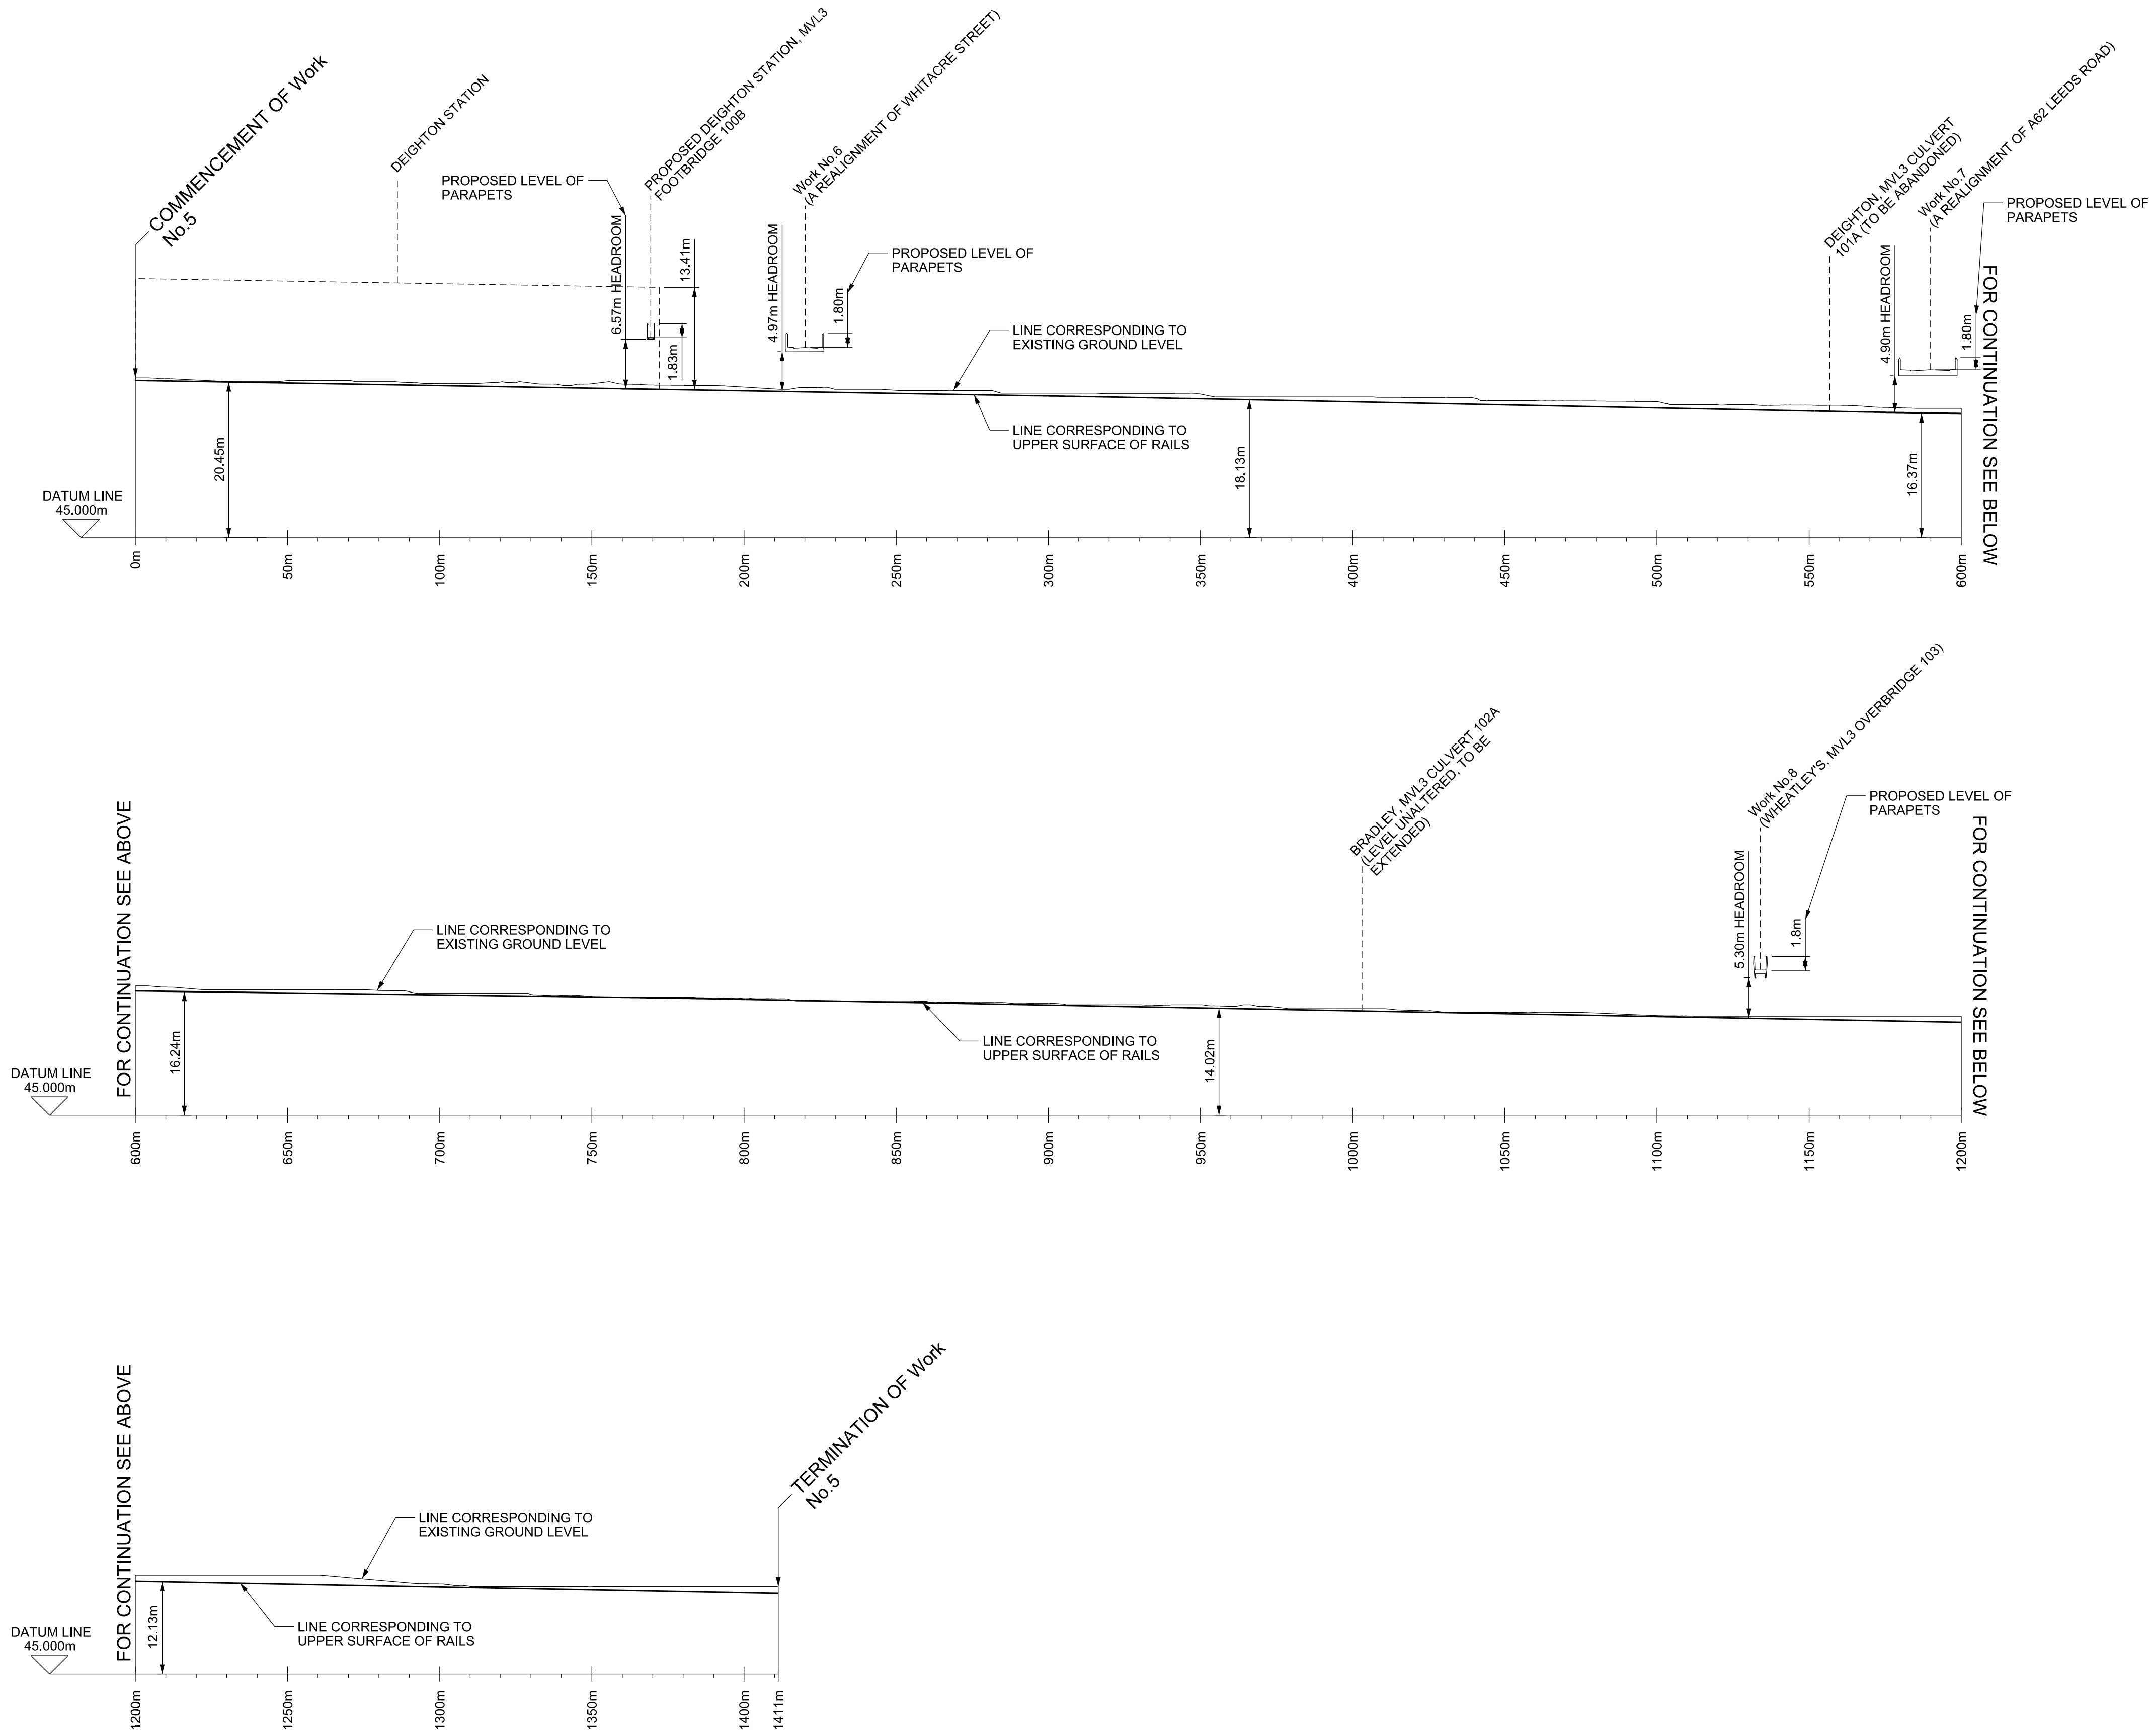 COMMENCEMENT OF Work
No.5
DEIGHTON STATION
PROPOSED LEVEL OF
PARAPETS
6.57m HEADROOM
PROPOSED DEIGHTON STATION, MVL3
FOOTBRIDGE 100B
1.83m
13.41m
4.97m HEADROOM
Work No.6
(A REALIGNMENT OF WHITACRE STREET)
1.80m
PROPOSED LEVEL OF
PARAPETS
LINE CORRESPONDING TO
EXISTING GROUND LEVEL
LINE CORRESPONDING TO
UPPER SURFACE OF RAILS
DEIGHTON, MVL3 CULVERT
101A (TO BE ABANDONED)
4.90m HEADROOM
Work No.7
(A REALIGNMENT OF A62 LEEDS ROAD)
1.80m
PROPOSED LEVEL OF
PARAPETS
FOR CONTINUATION SEE BELOW
20.45m
18.13m
16.37m
DATUM LINE
45.000m
0m
50m
100m
150m
200m
250m
300m
350m
400m
450m
500m
550m
600m
FOR CONTINUATION SEE ABOVE
LINE CORRESPONDING TO
EXISTING GROUND LEVEL
LINE CORRESPONDING TO
UPPER SURFACE OF RAILS
BRADLEY, MVL3 CULVERT 102A
(LEVEL UNALTERED, TO BE
EXTENDED)
5.30m HEADROOM
Work No.8
(WHEATLEY'S, MVL3 OVERBRIDGE 103)
1.8m
PROPOSED LEVEL OF
PARAPETS
FOR CONTINUATION SEE BELOW
16.24m
14.02m
DATUM LINE
45.000m
600m
650m
700m
750m
800m
850m
900m
950m
1000m
1050m
1100m
1150m
1200m
FOR CONTINUATION SEE ABOVE
LINE CORRESPONDING TO
EXISTING GROUND LEVEL
LINE CORRESPONDING TO
UPPER SURFACE OF RAILS
TERMINATION OF Work
No.5
12.13m
DATUM LINE
45.000m
1200m
1250m
1300m
1350m
1400m
1411m